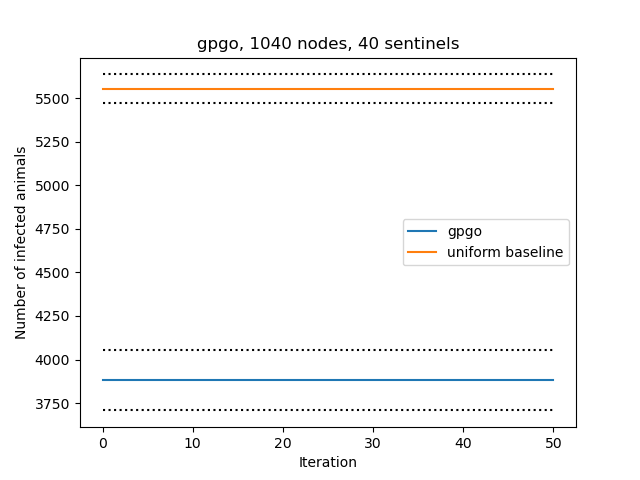 gpgo, 1040 nodes, 40 sentinels
Number of infected animals
5500
5250
5000
4750
4500
4250
4000
3750
gpgo
uniform baseline
0 10 20 30 40 50
Iteration